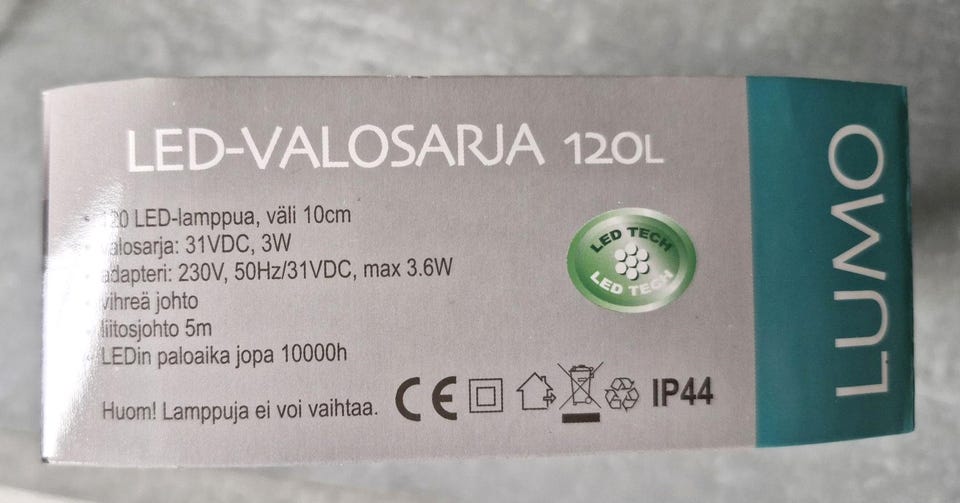 LED-VALOSARJA 120L
120 LED-lamppua, väli 10cm
valosarja: 31VDC, 3W
adapteri: 230V, 50Hz/31VDC, max 3.6W
vihreä johto
liitosjohto 5m
LEDin paloaika jopa 10000h
Huom! Lamppuja ei voi vaihtaa.
CE
IP44
LED TECH
LED TECH
LUMO